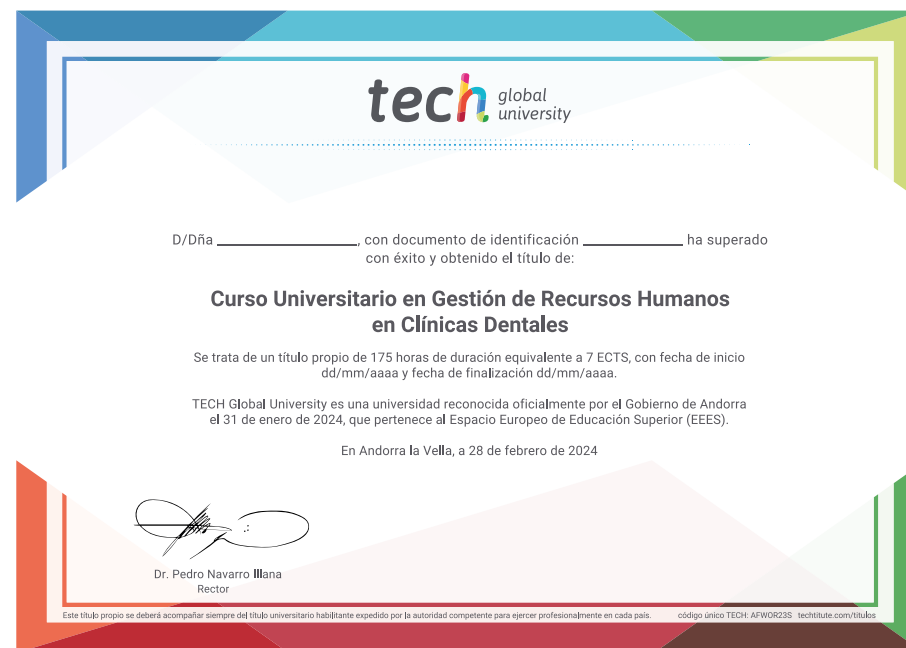 tech global university
D/Dña ____________________, con documento de identificación ______________ ha superado
con éxito y obtenido el título de:
Curso Universitario en Gestión de Recursos Humanos
en Clínicas Dentales
Se trata de un título propio de 175 horas de duración equivalente a 7 ECTS, con fecha de inicio
dd/mm/aaaa y fecha de finalización dd/mm/aaaa.
TECH Global University es una universidad reconocida oficialmente por el Gobierno de Andorra
el 31 de enero de 2024, que pertenece al Espacio Europeo de Educación Superior (EEES).
En Andorra la Vella, a 28 de febrero de 2024
Dr. Pedro Navarro Illana
Rector
Este título propio se deberá acompañar siempre del título universitario habilitante expedido por la autoridad competente para ejercer profesionalmente en cada país. código único TECH: AFWOR23S techtitute.com/titulos